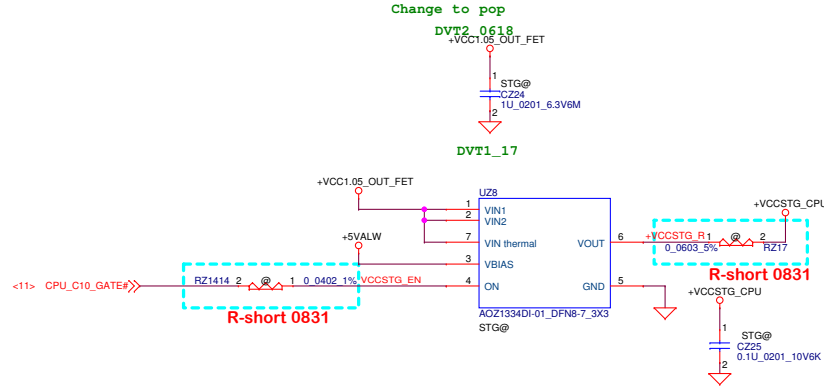 Change to pop
DVT2_0618
+VCC1.05_OUT_FET
1
STG@
CZ24
1U_0201_6.3V6M
2
DVT1_17
+VCC1.05_OUT_FET
UZ8
1 VIN1
2 VIN2
7 VIN thermal
3 VBIAS
4 ON
VOUT 6
GND 5
AOZ1334DI-01_DFN8-7_3X3
STG@
+5VALW
<11> CPU_C10_GATE#
RZ1414 2 @ 1 0_0402_1%
VCCSTG_EN
R-short 0831
+VCCSTG_CPU
+VCCSTG_R 1 @ 2
0_0603_5% RZ17
R-short 0831
+VCCSTG_CPU
1
STG@
CZ25
0.1U_0201_10V6K
2